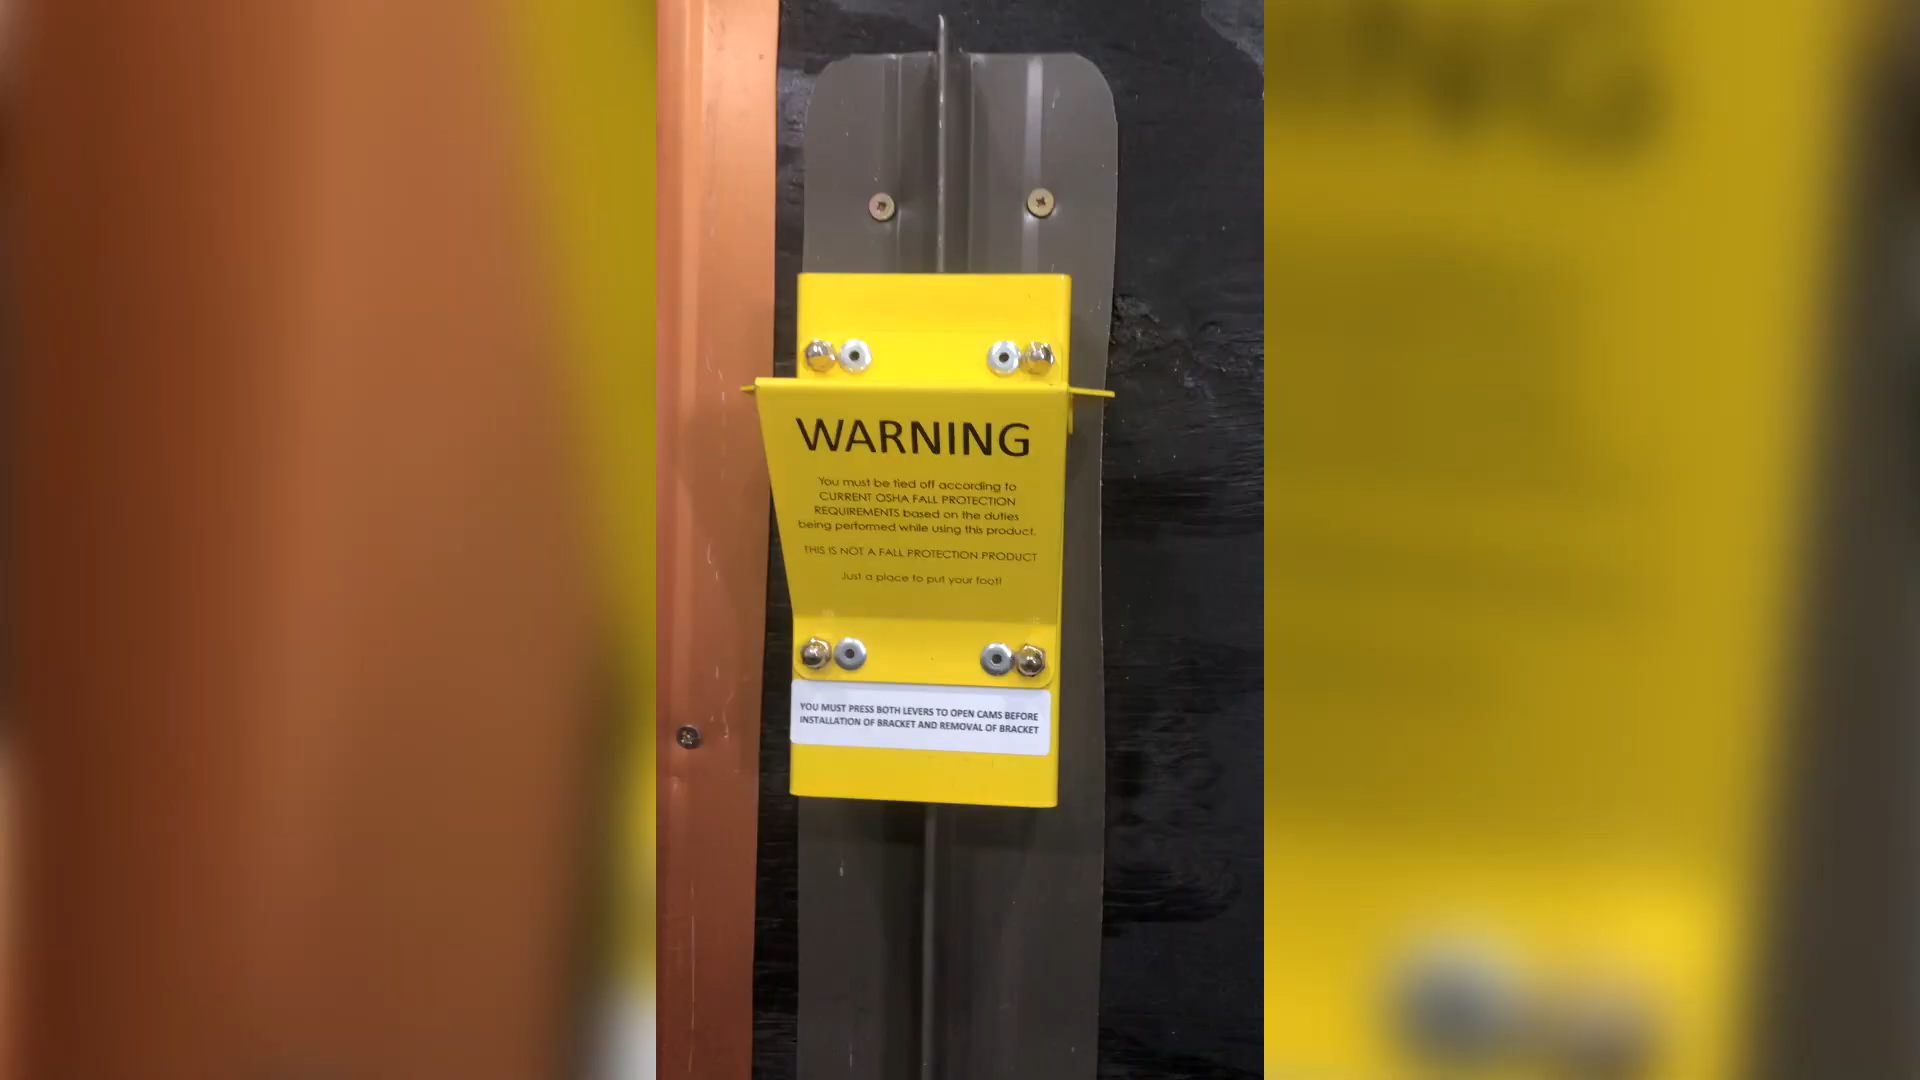 WARNING
You must be tied off according to
CURRENT OSHA FALL PROTECTION
REQUIREMENTS based on the duties
being performed while using this product.
THIS IS NOT A FALL PROTECTION PRODUCT
Just a place to put your foot!
YOU MUST PRESS BOTH LEVERS TO OPEN CAMS BEFORE
INSTALLATION OF BRACKET AND REMOVAL OF BRACKET